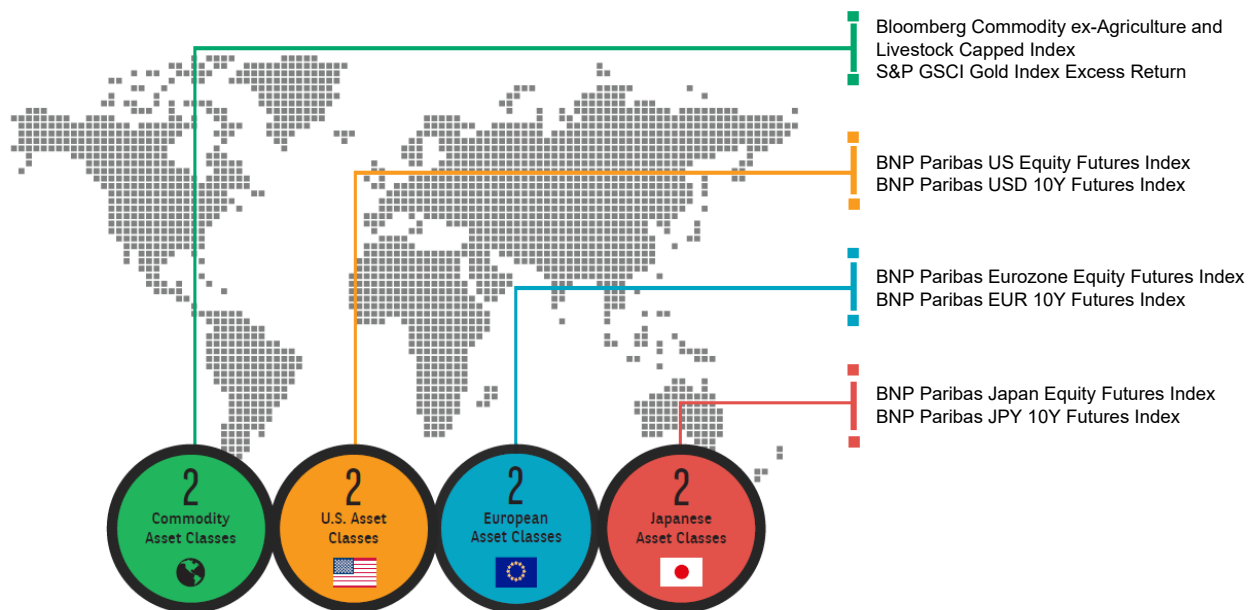 Bloomberg Commodity ex-Agriculture and
Livestock Capped Index
S&P GSCI Gold Index Excess Return
BNP Paribas US Equity Futures Index
BNP Paribas USD 10Y Futures Index
BNP Paribas Eurozone Equity Futures Index
BNP Paribas EUR 10Y Futures Index
BNP Paribas Japan Equity Futures Index
BNP Paribas JPY 10Y Futures Index
2
Commodity
Asset Classes
2
U.S. Asset
Classes
2
European
Asset Classes
2
Japanese
Asset Classes